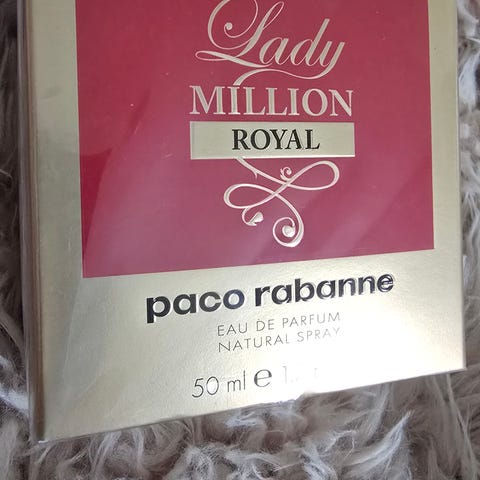 Lady
MILLION
ROYAL
paco rabanne
EAU DE PARFUM
NATURAL SPRAY
50 ml e